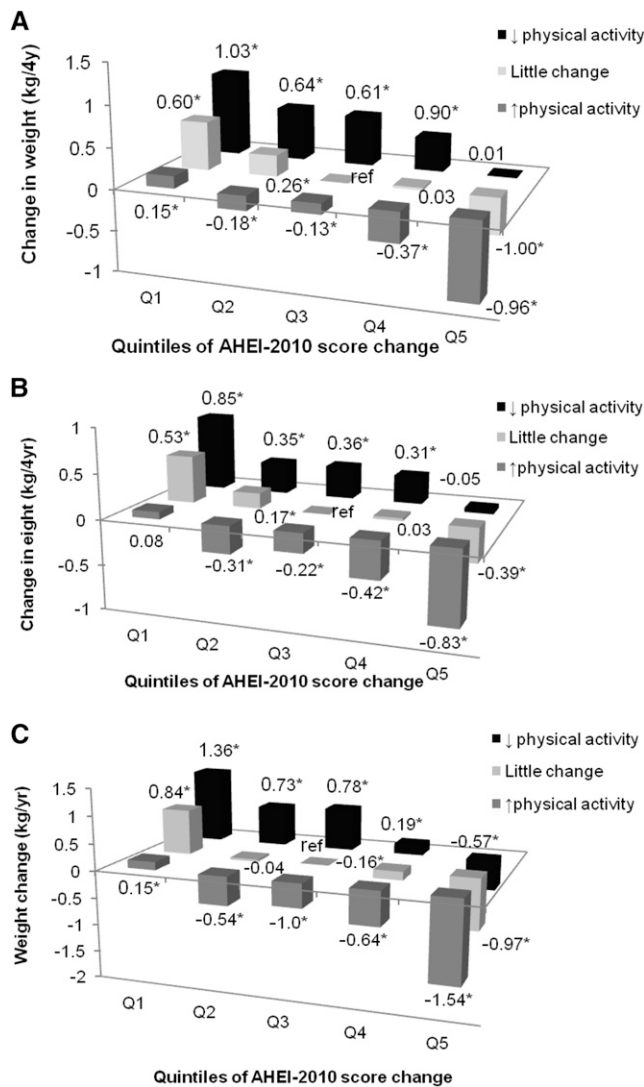 A
Change in weight (kg/4y)
1.5
1
0.5
0
-0.5
-1
1.03*
0.64*
0.61*
0.90*
0.01
0.60*
0.26*
ref
0.03
-1.00*
0.15*
-0.18*
-0.13*
-0.37*
-0.96*
Q1
Q2
Q3
Q4
Q5
Quintiles of AHEI-2010 score change
↓ physical activity
Little change
↑physical activity
B
Change in eight (kg/4yr)
1
0.5
0
-0.5
-1
0.85*
0.35*
0.36*
0.31*
-0.05
0.53*
0.17*
ref
0.03
-0.39*
0.08
-0.31*
-0.22*
-0.42*
-0.83*
Q1
Q2
Q3
Q4
Q5
Quintiles of AHEI-2010 score change
↓ physical activity
Little change
↑physical activity
C
Weight change (kg/yr)
1.5
1
0.5
0
-0.5
-1
-1.5
-2
1.36*
0.73*
0.78*
0.19*
-0.57*
0.84*
-0.04
ref
-0.16*
-0.97*
0.15*
-0.54*
-1.0*
-0.64*
-1.54*
Q1
Q2
Q3
Q4
Q5
Quintiles of AHEI-2010 score change
↓ physical activity
Little change
↑physical activity